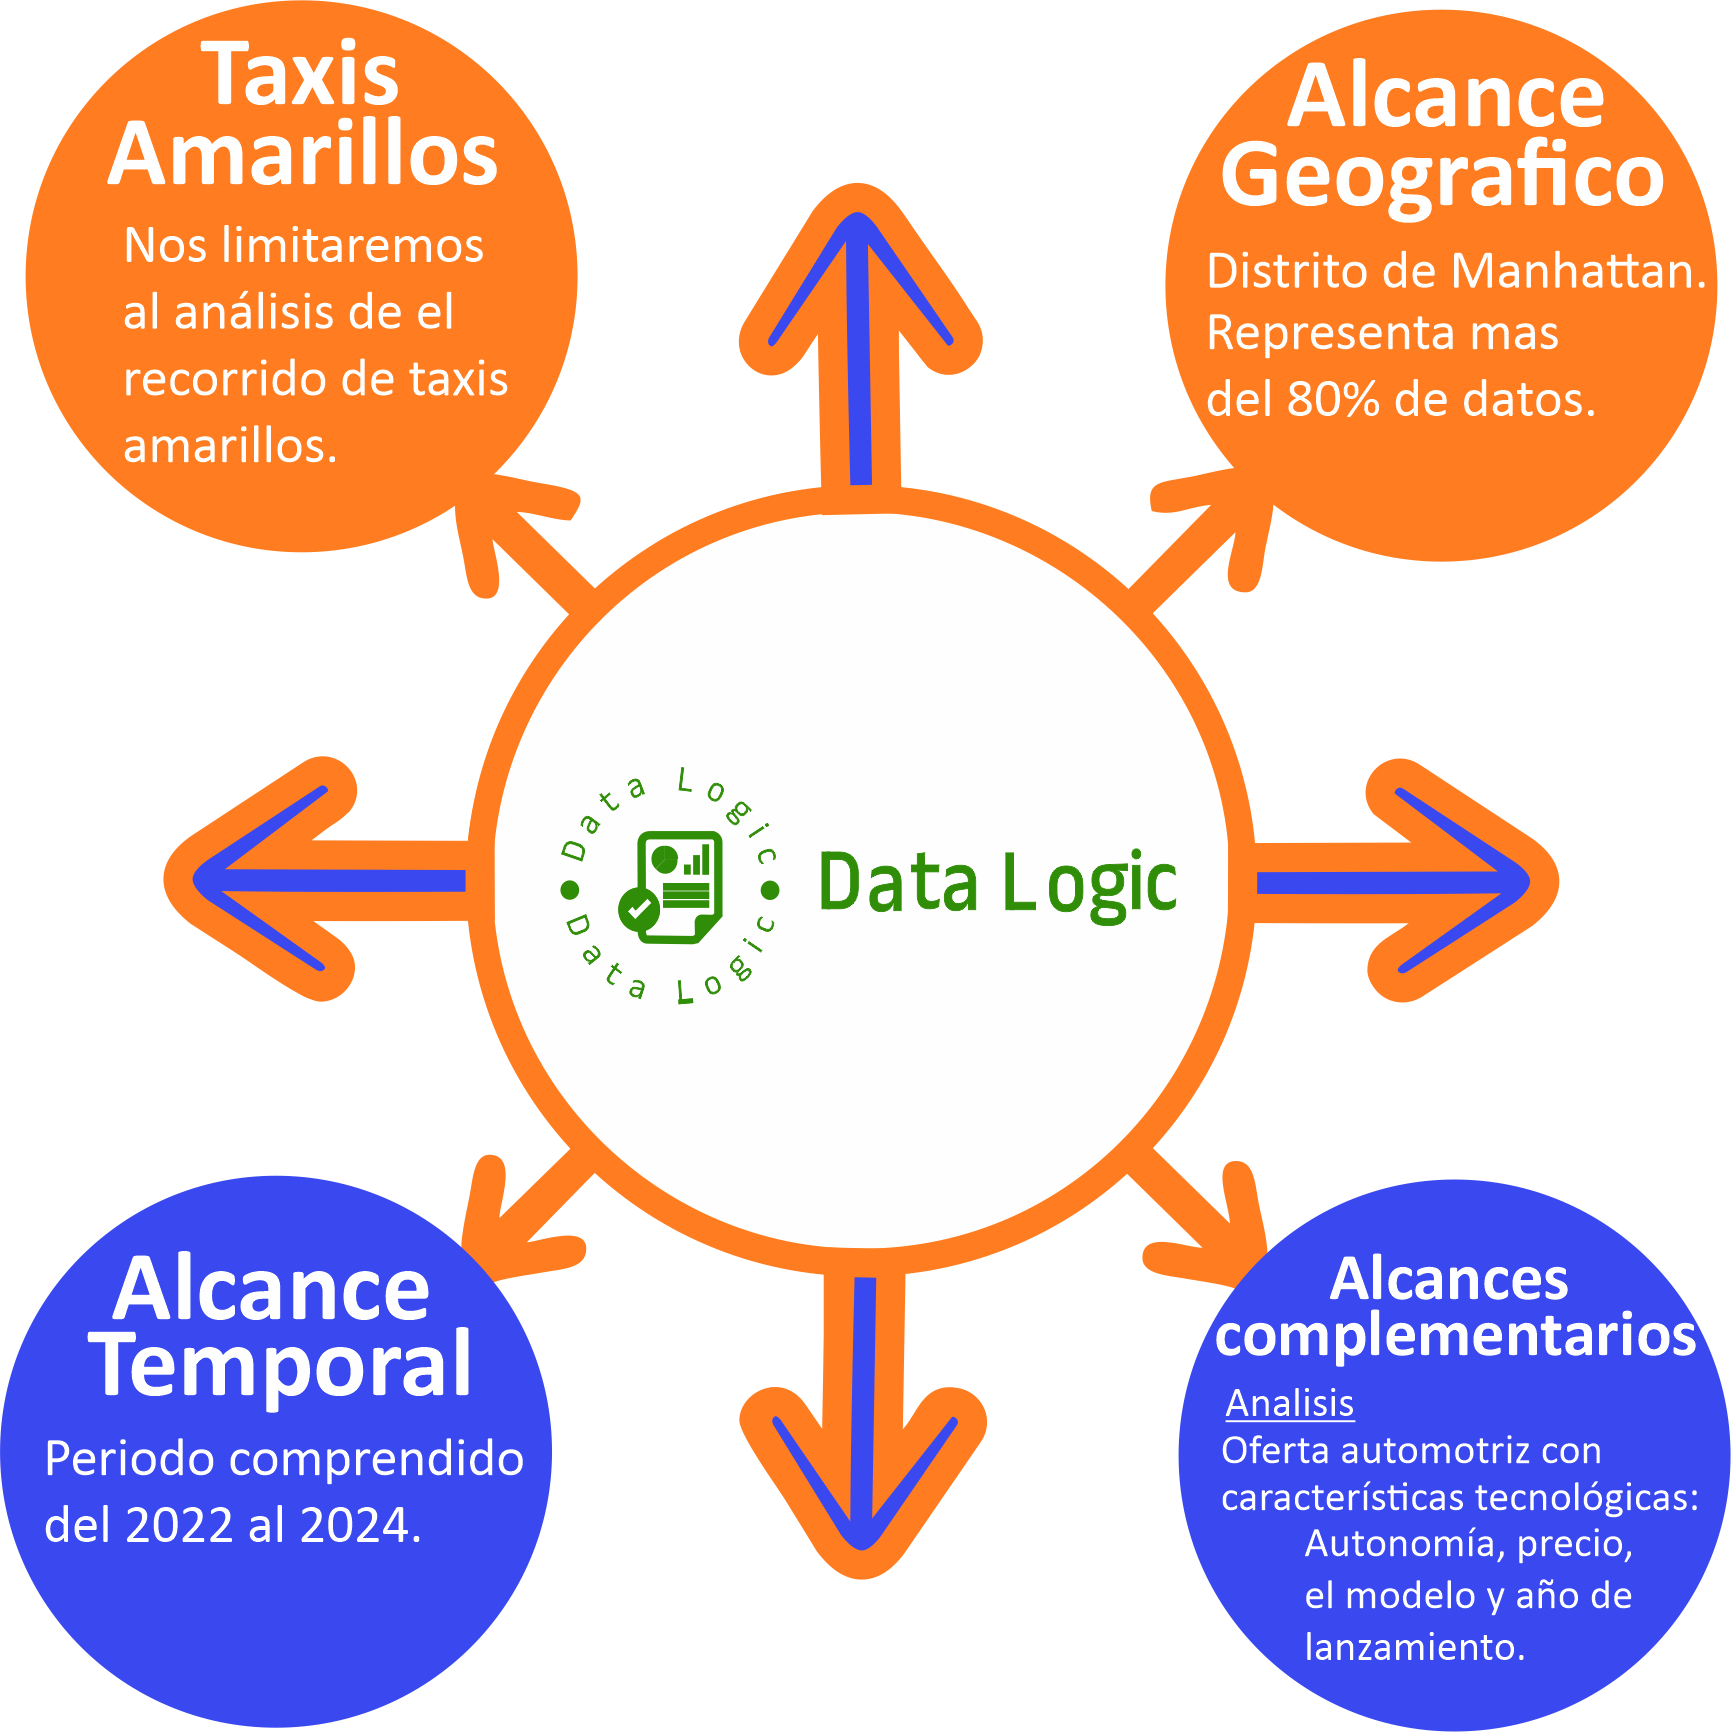 Taxis
Amarillos
Nos limitaremos
al análisis de el
recorrido de taxis
amarillos.
Alcance
Geografico
Distrito de Manhattan.
Representa mas
del 80% de datos.
Data Logic
Data Logic
Data Logic
Alcance
Temporal
Periodo comprendido
del 2022 al 2024.
Alcances
complementarios
Analisis
Oferta automotriz con
características tecnológicas:
Autonomía, precio,
el modelo y año de
lanzamiento.